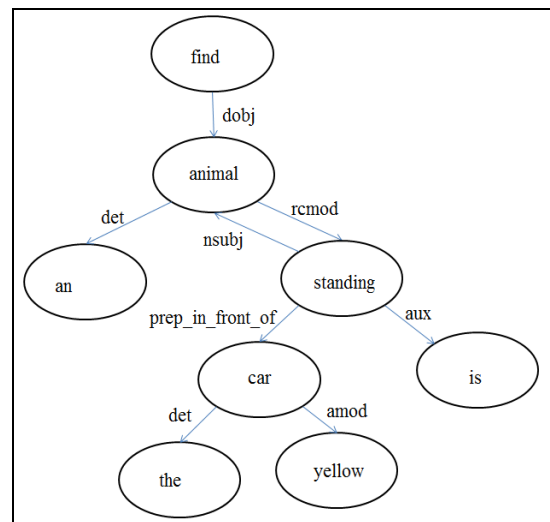 find
dobj
animal
det
rcmod
nsubj
an
standing
prep_in_front_of
aux
car
is
det
amod
the
yellow